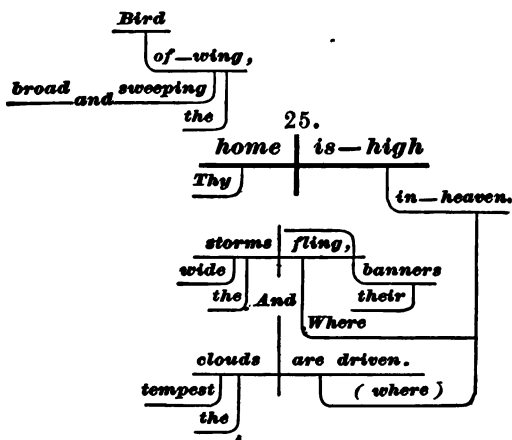 Bird
of—wing,
broad and sweeping
the
25.
home is—high
Thy
in—heaven.
storms fling,
wide banners
the And their
Where
clouds are driven.
tempest (where)
the